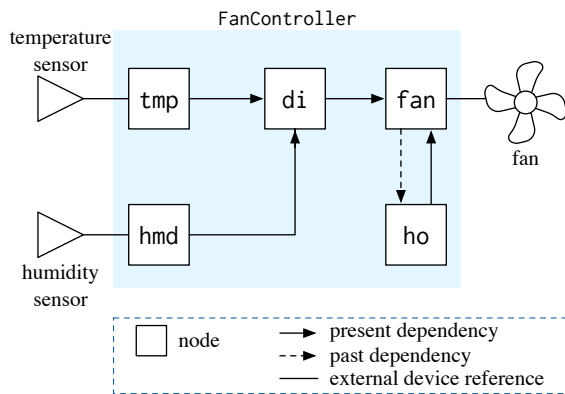 FanController
temperature
sensor
tmp
di
fan
fan
hmd
ho
humidity
sensor
node
present dependency
past dependency
external device reference